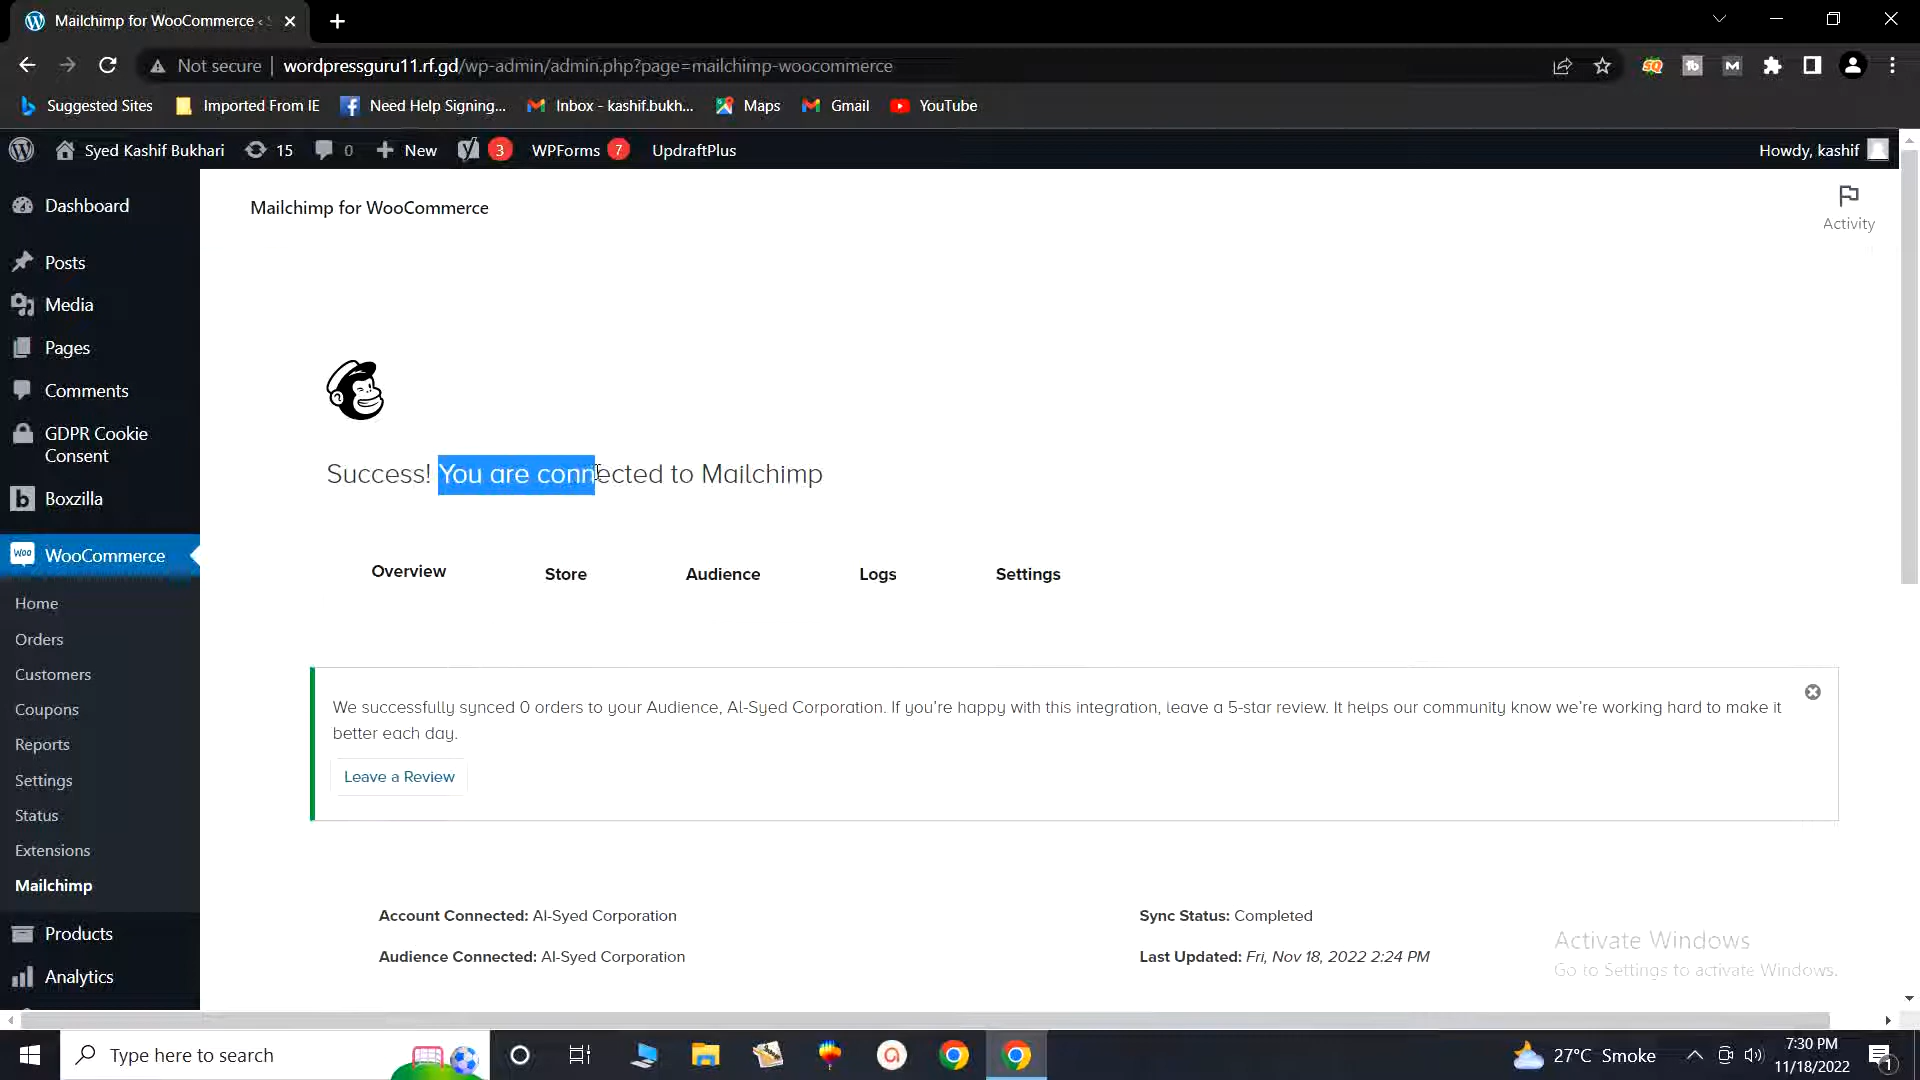 Mailchimp for WooCommerce ‹
Not secure wordpressguru11.rf.gd/wp-admin/admin.php?page=mailchimp-woocommerce
Suggested Sites Imported From IE Need Help Signing... Inbox - kashif.bukh... Maps Gmail YouTube
Syed Kashif Bukhari 15 0 New 3 WPForms 7 UpdraftPlus Howdy, kashif
Dashboard
Posts
Media
Pages
Comments
GDPR Cookie
Consent
Boxzilla
WooCommerce
Home
Orders
Customers
Coupons
Reports
Settings
Status
Extensions
Mailchimp
Products
Analytics
Mailchimp for WooCommerce
Activity
Success! You are connected to Mailchimp
Overview Store Audience Logs Settings
We successfully synced 0 orders to your Audience, Al-Syed Corporation. If you’re happy with this integration, leave a 5-star review. It helps our community know we’re working hard to make it
better each day.
Leave a Review
Account Connected: Al-Syed Corporation
Sync Status: Completed
Audience Connected: Al-Syed Corporation
Last Updated: Fri, Nov 18, 2022 2:24 PM
Activate Windows
Go to Settings to activate Windows.
Type here to search
27°C Smoke
7:30 PM
11/18/2022
1